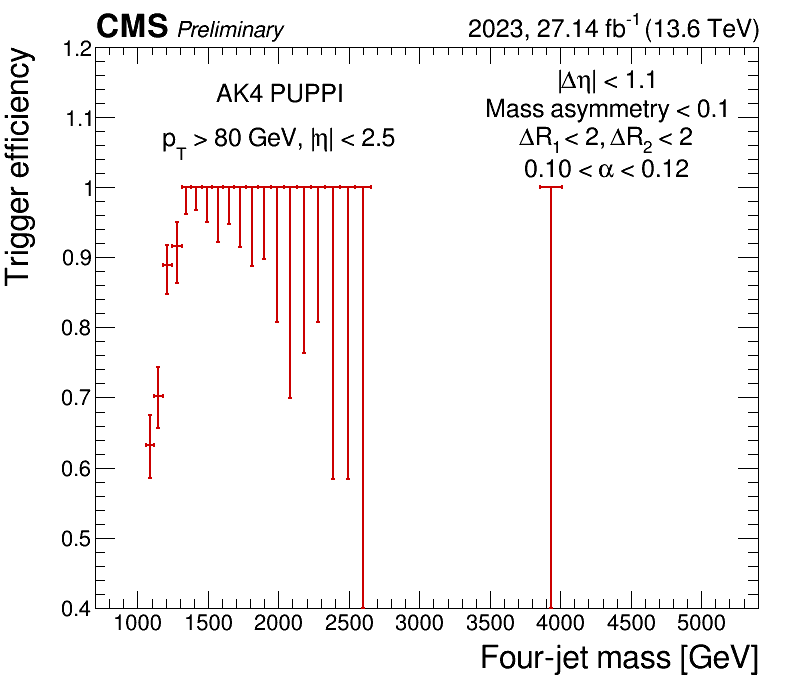 CMS Preliminary 2023, 27.14 fb⁻¹ (13.6 TeV)
AK4 PUPPI
p_T > 80 GeV, |η| < 2.5
|Δη| < 1.1
Mass asymmetry < 0.1
ΔR₁ < 2, ΔR₂ < 2
0.10 < α < 0.12
Trigger efficiency
1.2
1.1
1
0.9
0.8
0.7
0.6
0.5
0.4
1000 1500 2000 2500 3000 3500 4000 4500 5000
Four-jet mass [GeV]